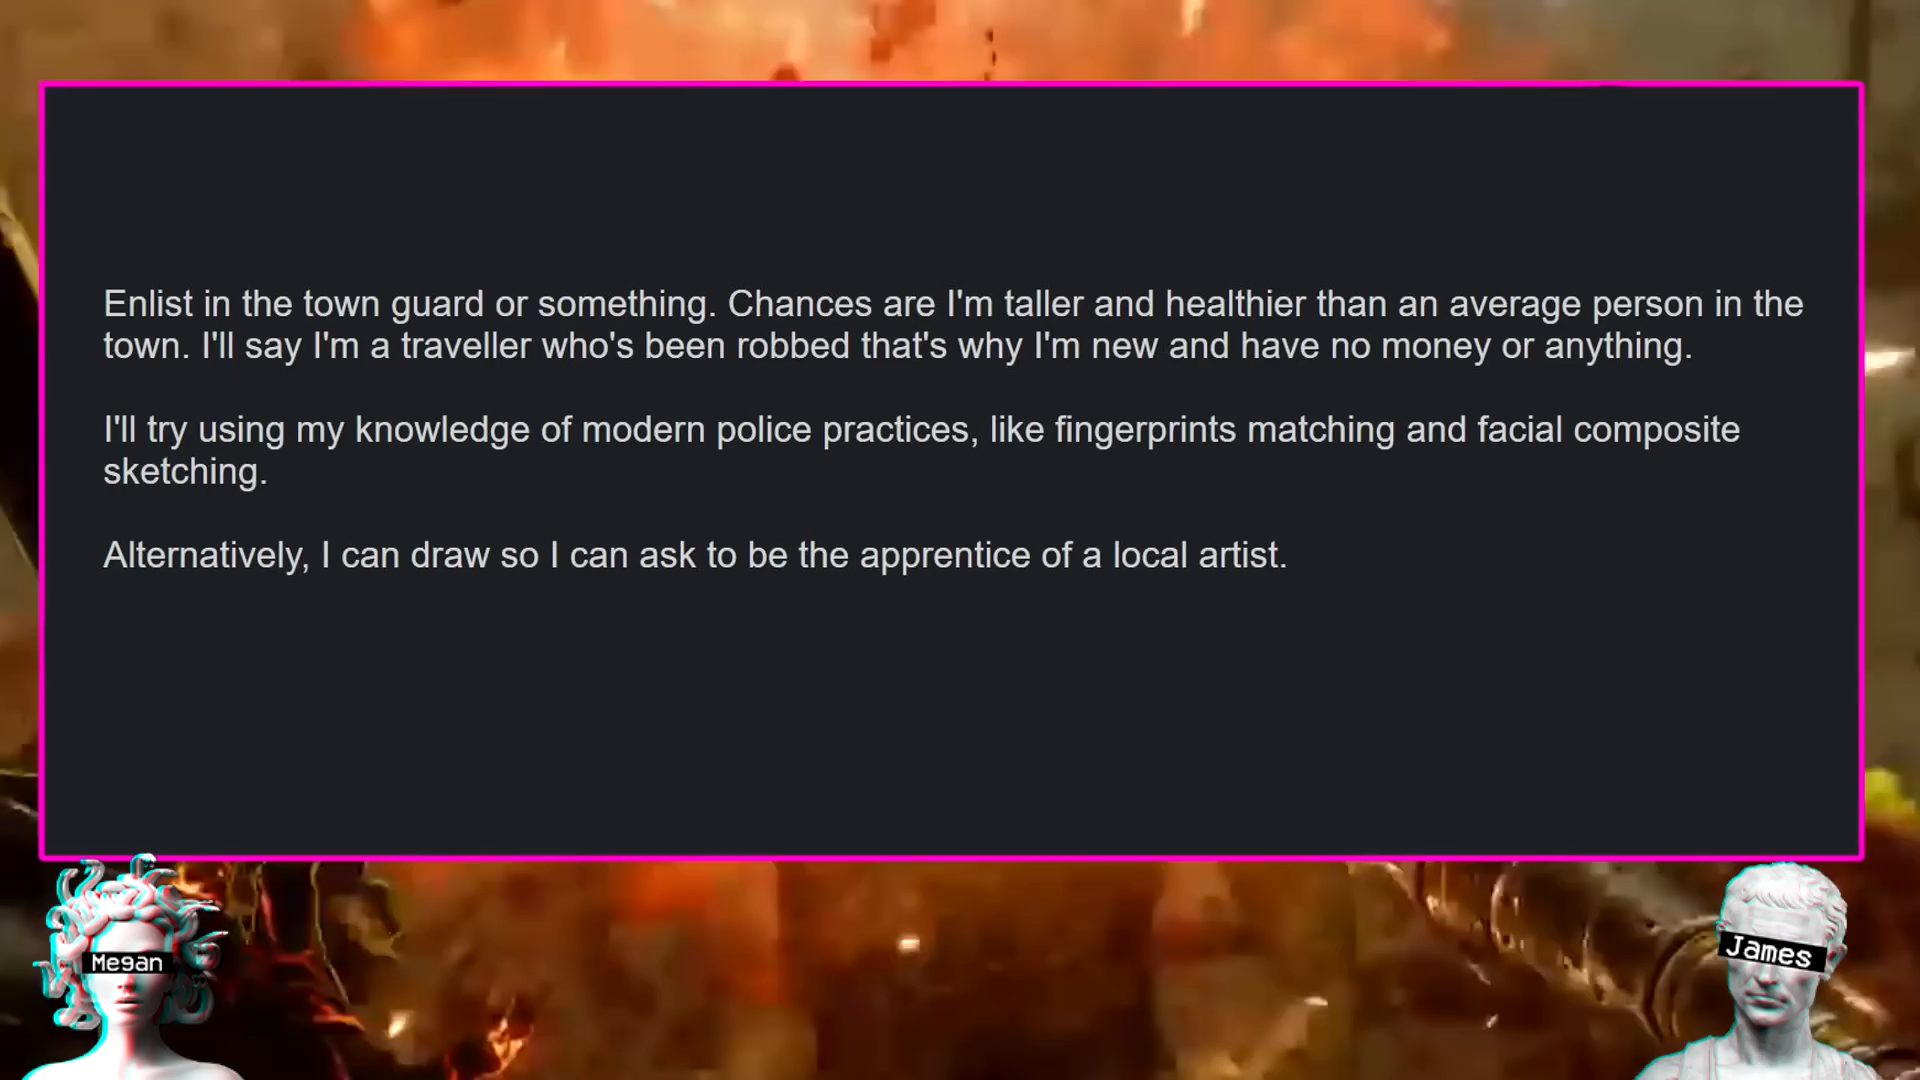 Enlist in the town guard or something. Chances are I'm taller and healthier than an average person in the
town. I'll say I'm a traveller who's been robbed that's why I'm new and have no money or anything.
I'll try using my knowledge of modern police practices, like fingerprints matching and facial composite
sketching.
Alternatively, I can draw so I can ask to be the apprentice of a local artist.
Megan
James